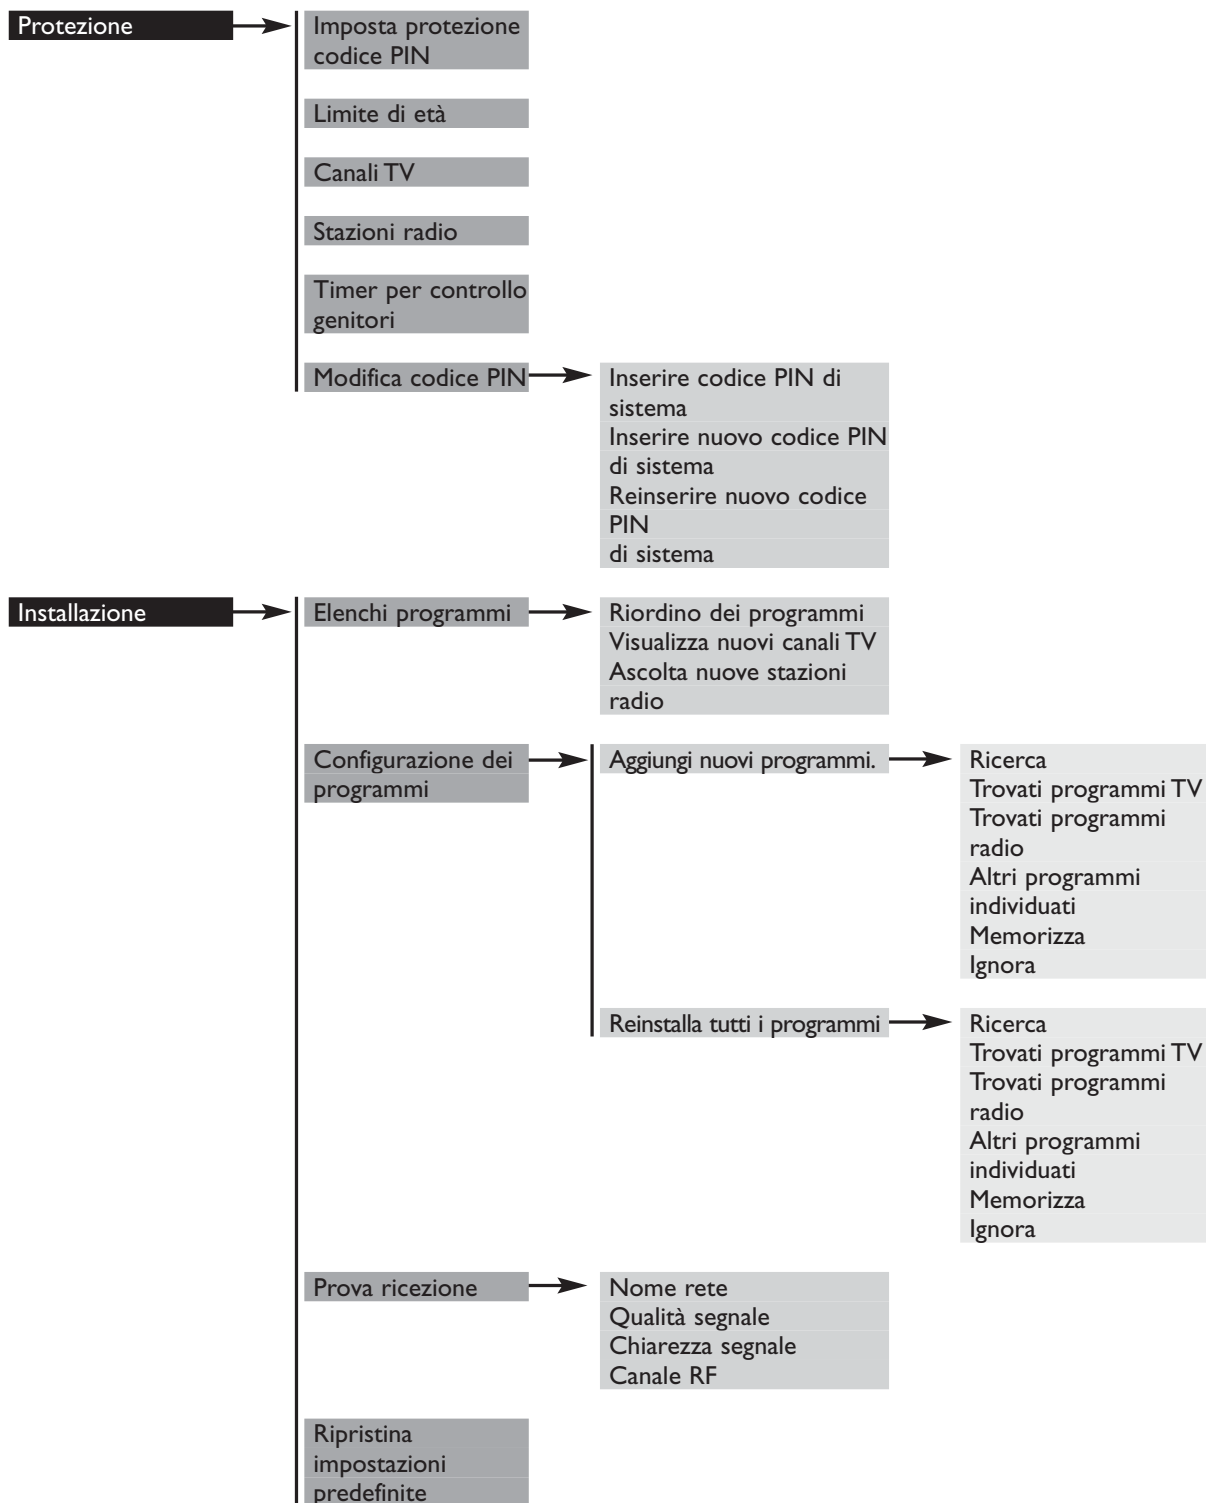 Protezione
Imposta protezione
codice PIN
Limite di età
Canali TV
Stazioni radio
Timer per controllo
genitori
Modifica codice PIN
Inserire codice PIN di
sistema
Inserire nuovo codice PIN
di sistema
Reinserire nuovo codice
PIN
di sistema
Installazione
Elenchi programmi
Riordino dei programmi
Visualizza nuovi canali TV
Ascolta nuove stazioni
radio
Configurazione dei
programmi
Aggiungi nuovi programmi.
Ricerca
Trovati programmi TV
Trovati programmi
radio
Altri programmi
individuati
Memorizza
Ignora
Reinstalla tutti i programmi
Ricerca
Trovati programmi TV
Trovati programmi
radio
Altri programmi
individuati
Memorizza
Ignora
Prova ricezione
Nome rete
Qualità segnale
Chiarezza segnale
Canale RF
Ripristina
impostazioni
predefinite